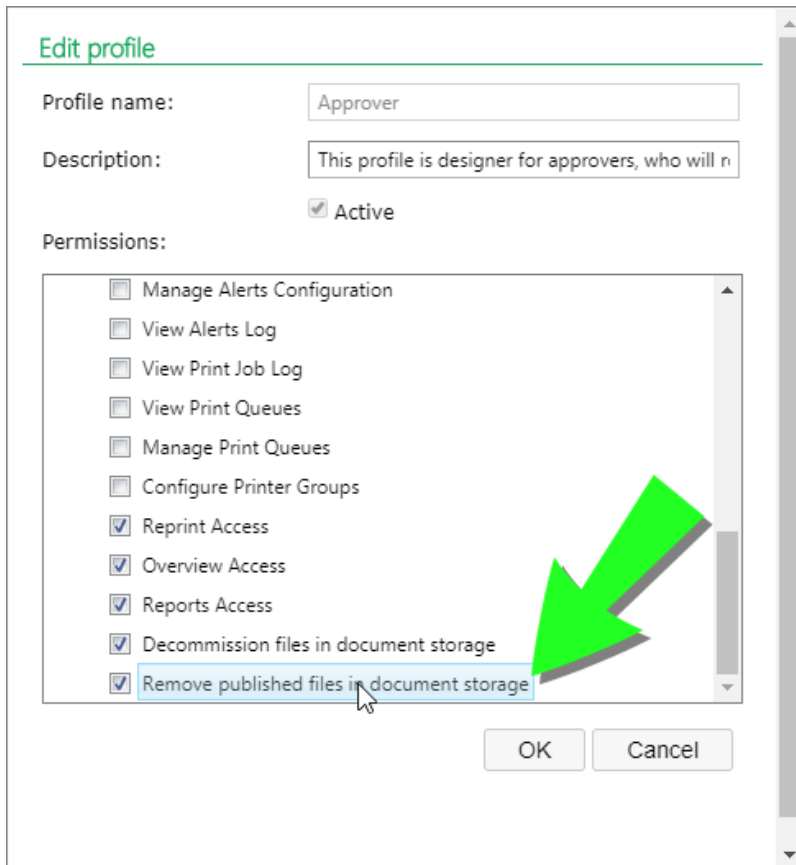 Edit profile
Profile name:
Approver
Description:
This profile is designer for approvers, who will r
Active
Permissions:
Manage Alerts Configuration
View Alerts Log
View Print Job Log
View Print Queues
Manage Print Queues
Configure Printer Groups
Reprint Access
Overview Access
Reports Access
Decommission files in document storage
Remove published files in document storage
OK
Cancel